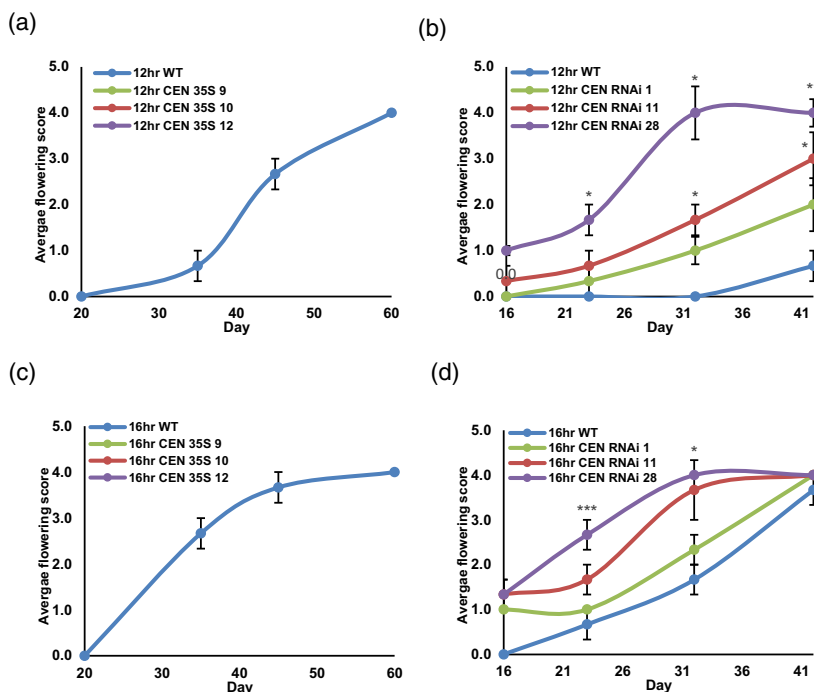 (a)
12hr WT
12hr CEN 35S 9
12hr CEN 35S 10
12hr CEN 35S 12
Avergae flowering score
5.0
4.0
3.0
2.0
1.0
0.0
20 30 40 50 60
Day
(b)
12hr WT
12hr CEN RNAi 1
12hr CEN RNAi 11
12hr CEN RNAi 28
Avergae flowering score
5.0
4.0
3.0
2.0
1.0
0.0
0.0
* * * * *
16 21 26 31 36 41
Day
(c)
16hr WT
16hr CEN 35S 9
16hr CEN 35S 10
16hr CEN 35S 12
Avergae flowering score
5.0
4.0
3.0
2.0
1.0
0.0
20 30 40 50 60
Day
(d)
16hr WT
16hr CEN RNAi 1
16hr CEN RNAi 11
16hr CEN RNAi 28
Avergae flowering score
5.0
4.0
3.0
2.0
1.0
0.0
***
*
16 21 26 31 36 41
Day